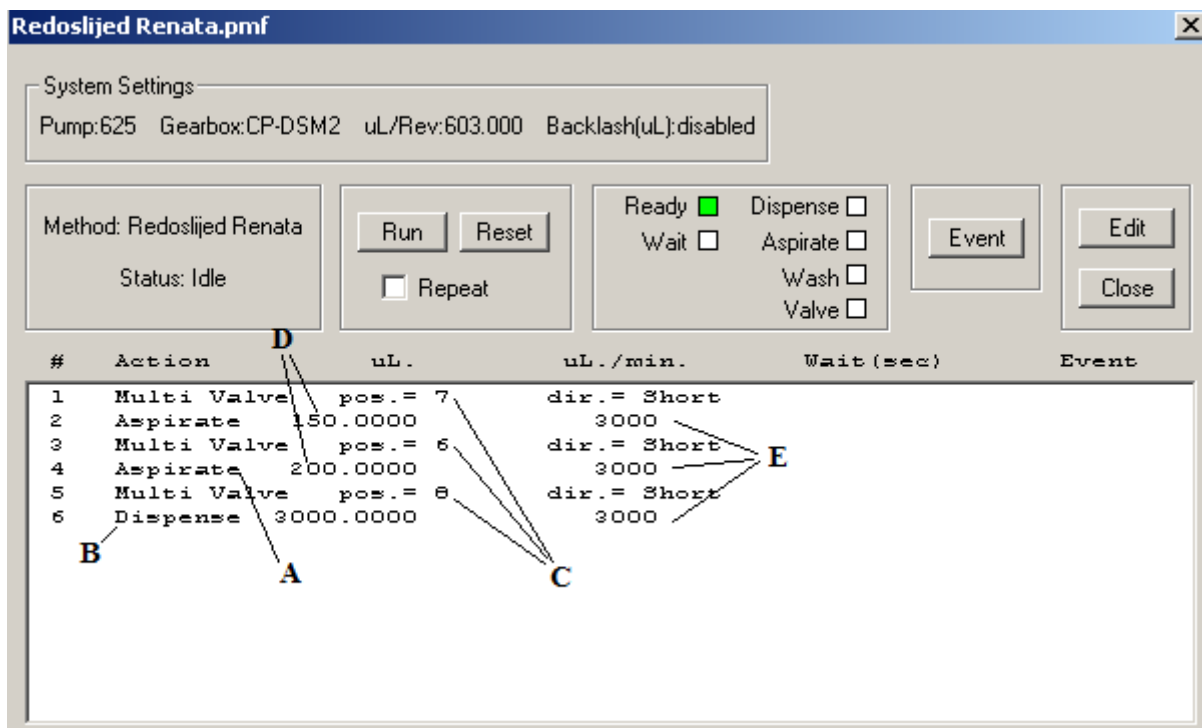 Redoslijed Renata.pmf
System Settings
Pump:625 Gearbox:CP-DSM2 uL/Rev:603.000 Backlash(uL):disabled
Method: Redoslijed Renata
Status: Idle
Run Reset
Repeat
Ready Dispense
Wait Aspirate
Wash
Valve
Event
Edit
Close
D
# Action uL. uL./min. Wait(sec) Event
1 Multi Valve pos.= 7 dir.= Short
2 Aspirate 150.0000 3000
3 Multi Valve pos.= 6 dir.= Short
4 Aspirate 200.0000 3000
5 Multi Valve pos.= 8 dir.= Short
6 Dispense 3000.0000 3000
E
B
A
C